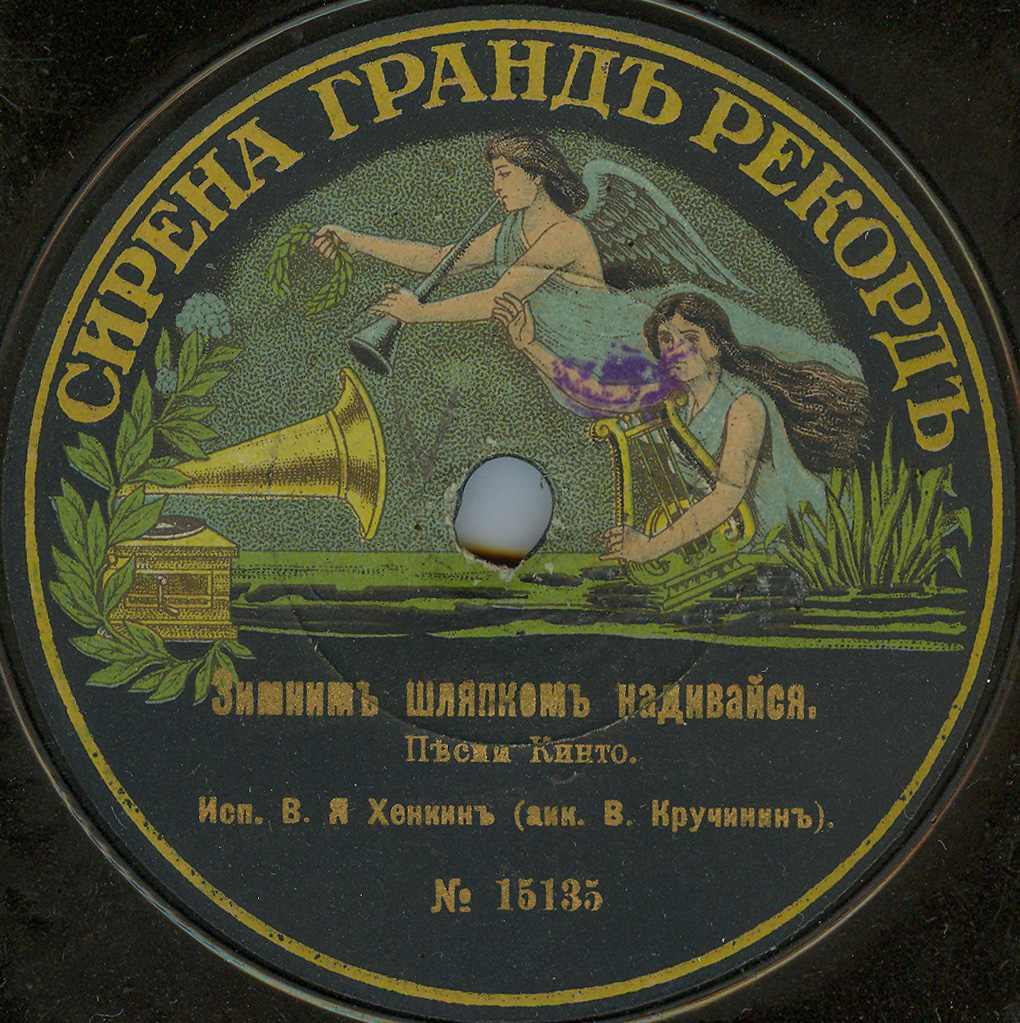 СИРЕНА ГРАНДЪ РЕКОРДЪ
Зимнимъ шляпкомъ надивайся.
Пѣсни Кинто.
Исп. В. Я Хенкинъ (акк. В. Кручининъ).
№ 15135